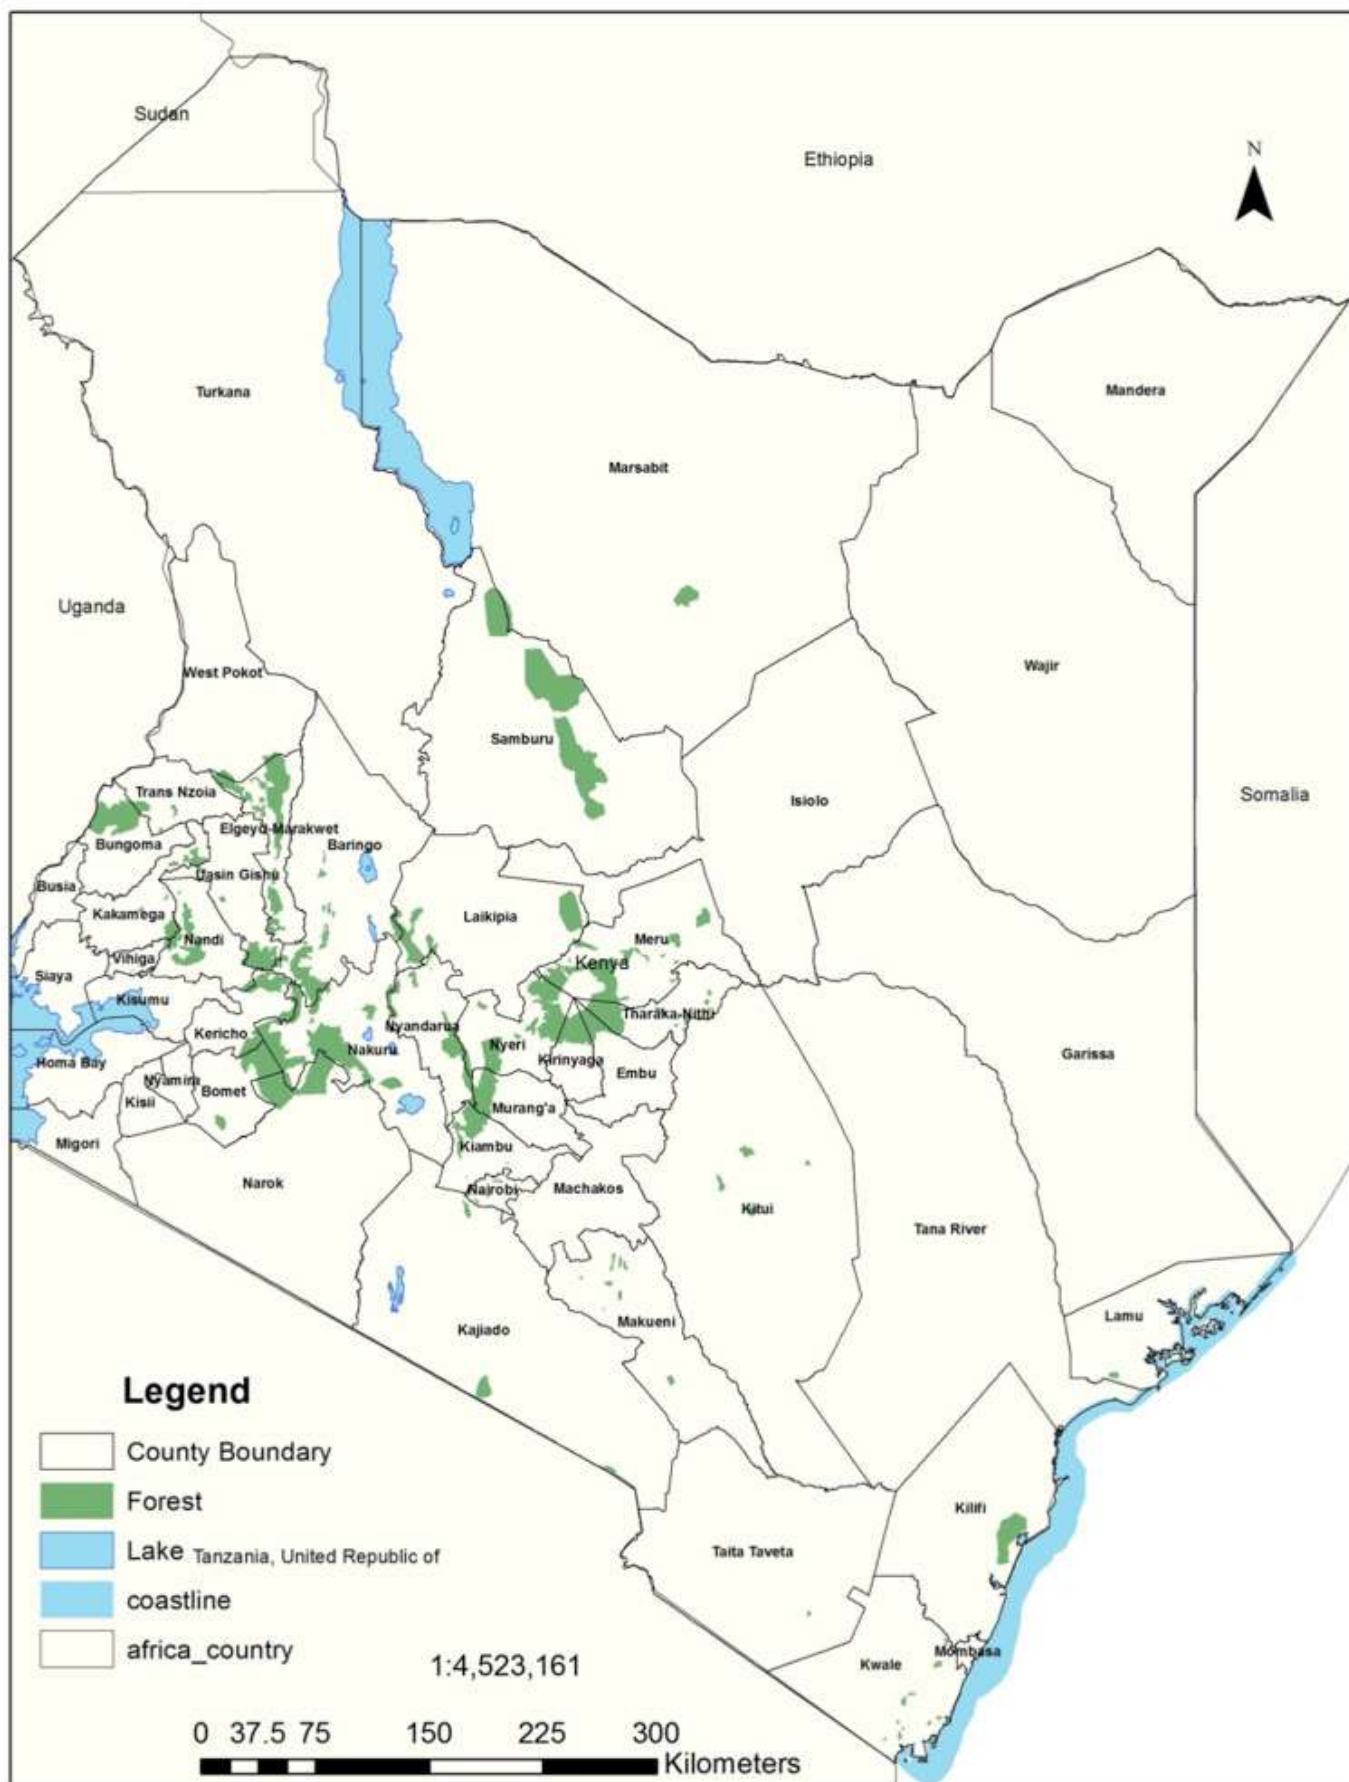 Sudan
Ethiopia
N
Turkana
Mandera
Marsabit
Uganda
Wajir
West Pokot
Samburu
Trans Nzoia
Isiolo
Somalia
Elgeyo-Marakwet
Bungoma
Baringo
Uasin Gishu
Busia
Kakamega
Laikipia
Nandi
Meru
Vihiga
Kenya
Siaya
Kisumu
Tharaka-Nithi
Kericho
Nyandarua
Nyeri
Nakuru
Garissa
Homa Bay
Kirinyaga
Nyamira
Bomet
Embu
Kisii
Murang'a
Migori
Kiambu
Narok
Nairobi
Machakos
Kitui
Tana River
Lamu
Makueni
Kajiado
Legend
County Boundary
Forest
Kilifi
Lake
Tanzania, United Republic of
Taita Taveta
coastline
africa_country
Mombasa
Kwale
1:4,523,161
0 37.5 75 150 225 300
Kilometers